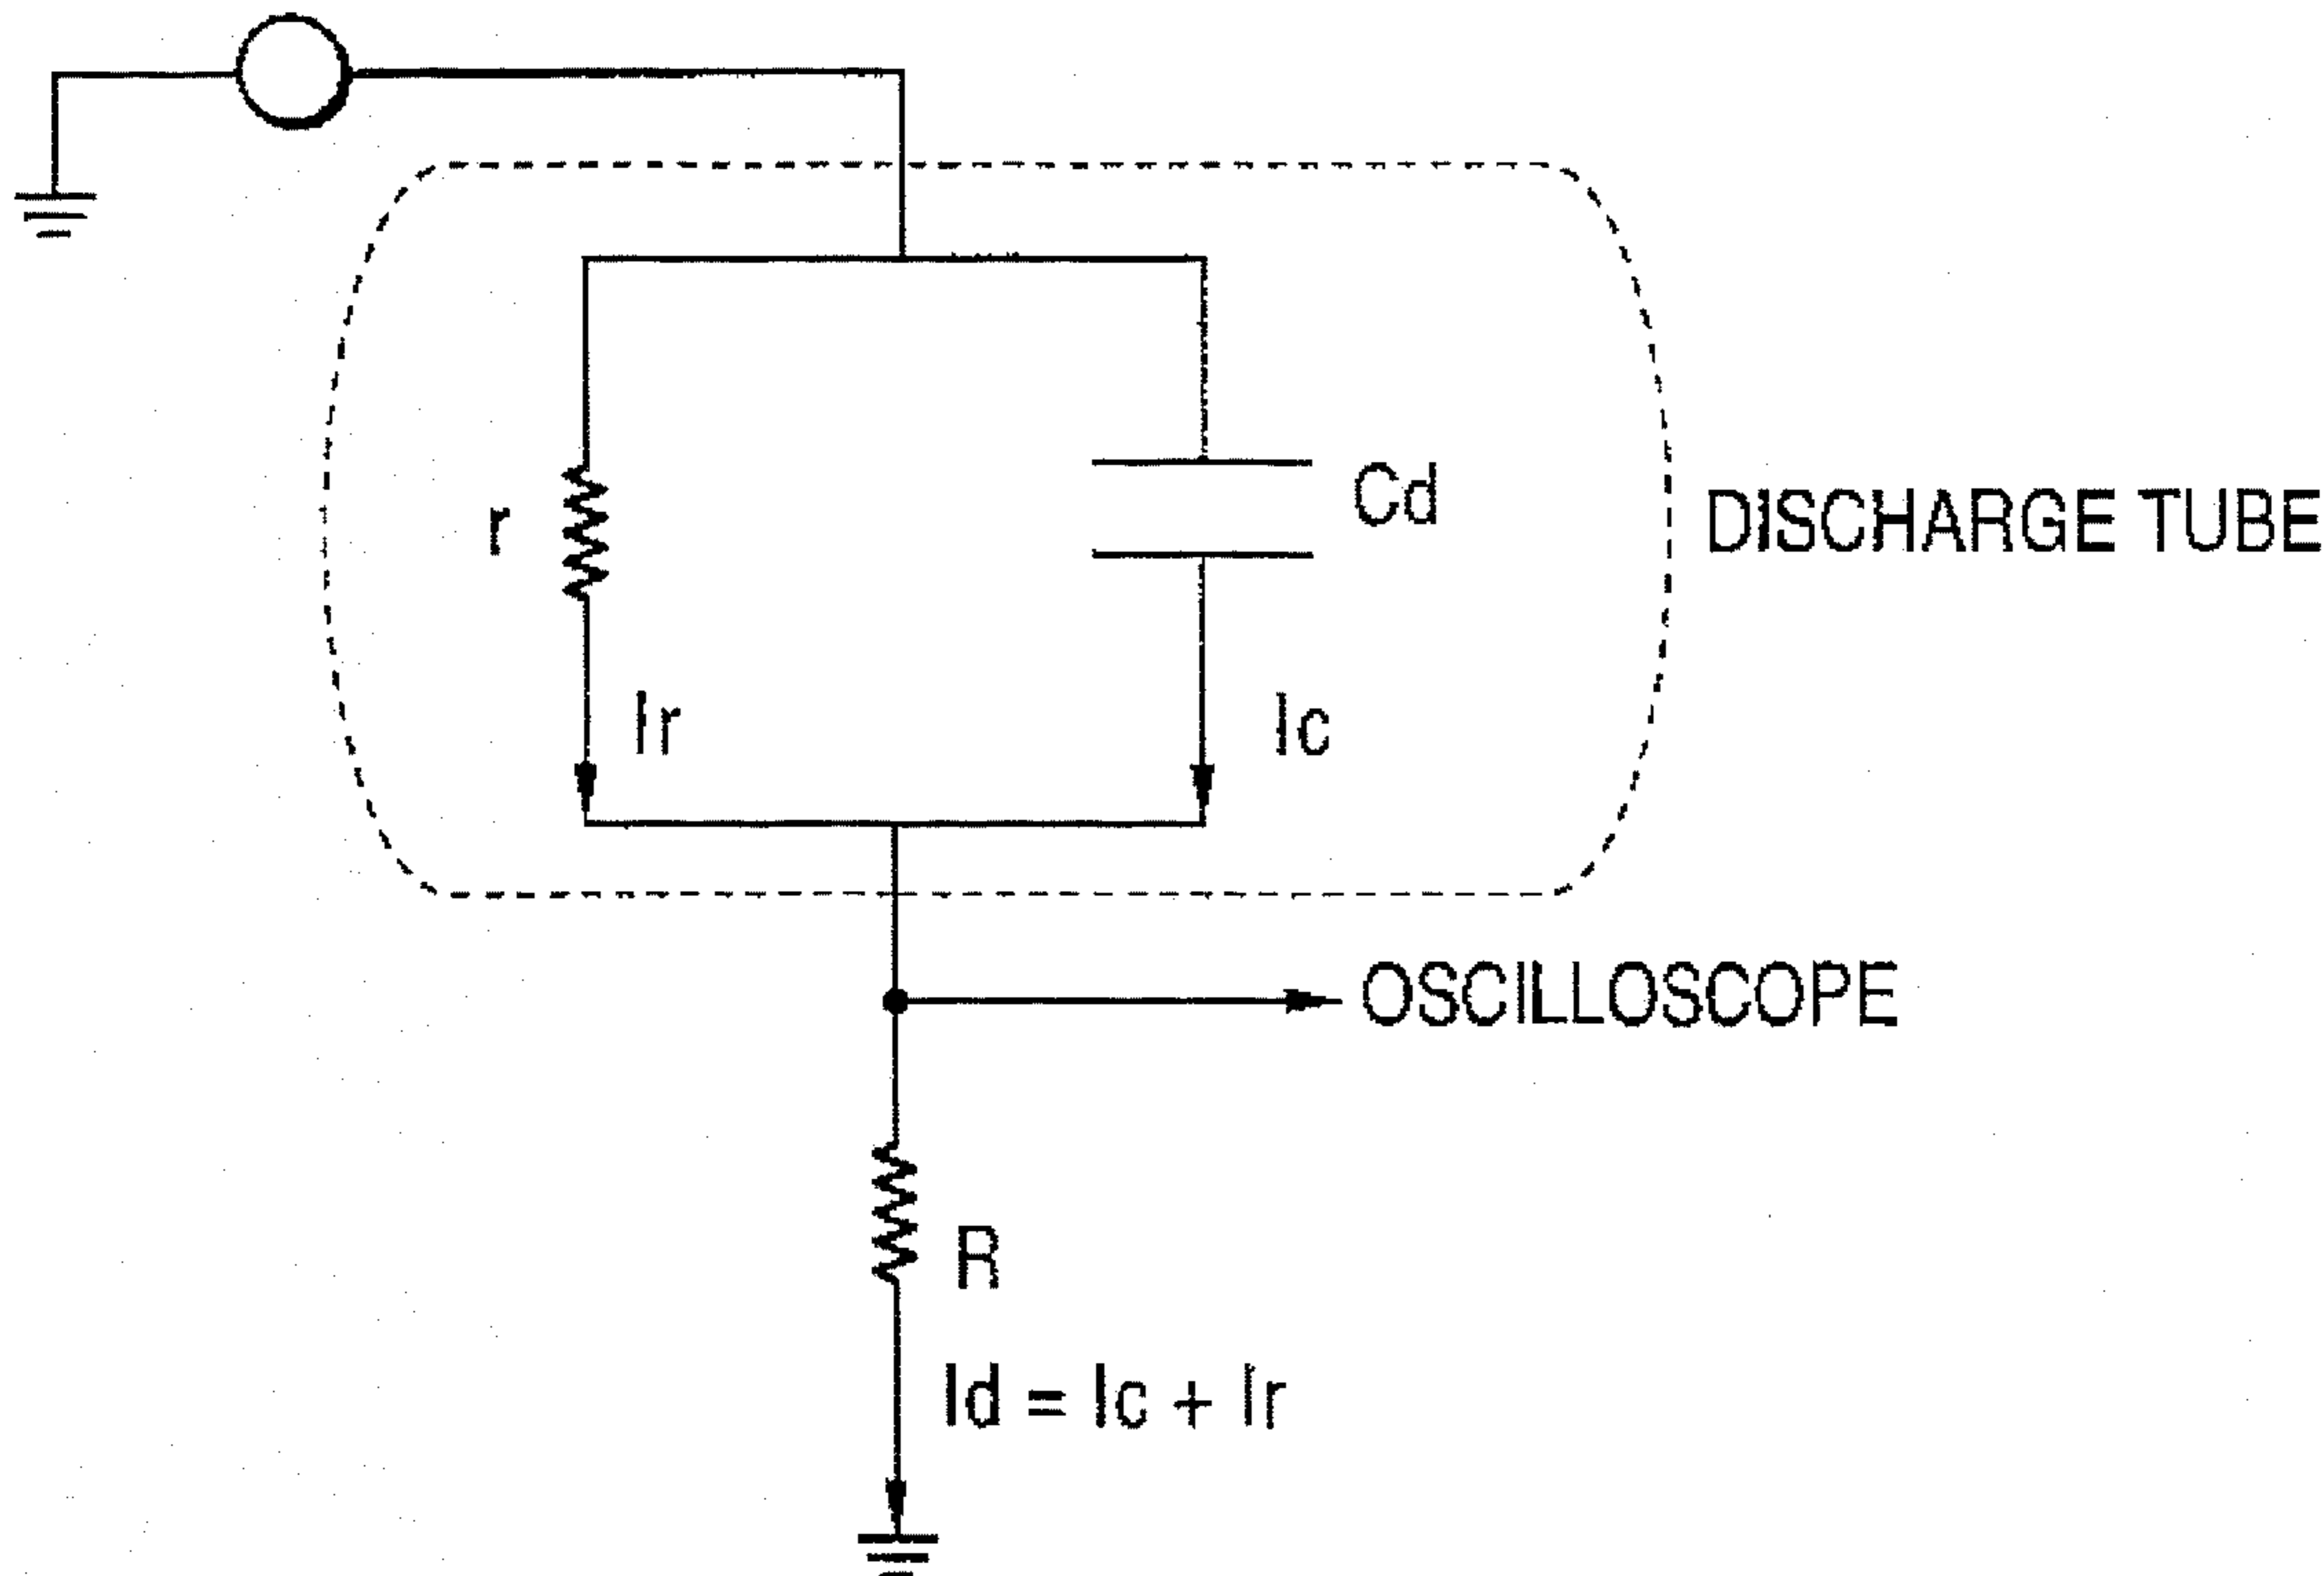 r
Cd
DISCHARGE TUBE
Ir
Ic
OSCILLOSCOPE
R
Id = Ic + Ir